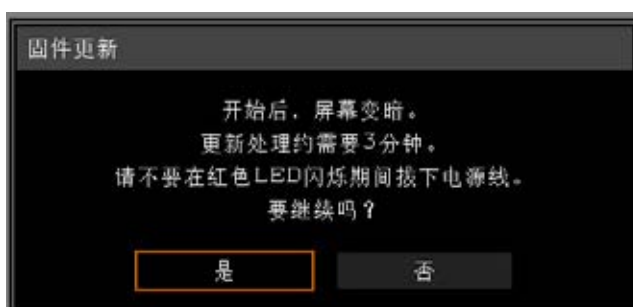 固件更新
开始后，屏幕变暗。
更新处理约需要3分钟。
请不要在红色LED闪烁期间拔下电源线。
要继续吗？
是
否